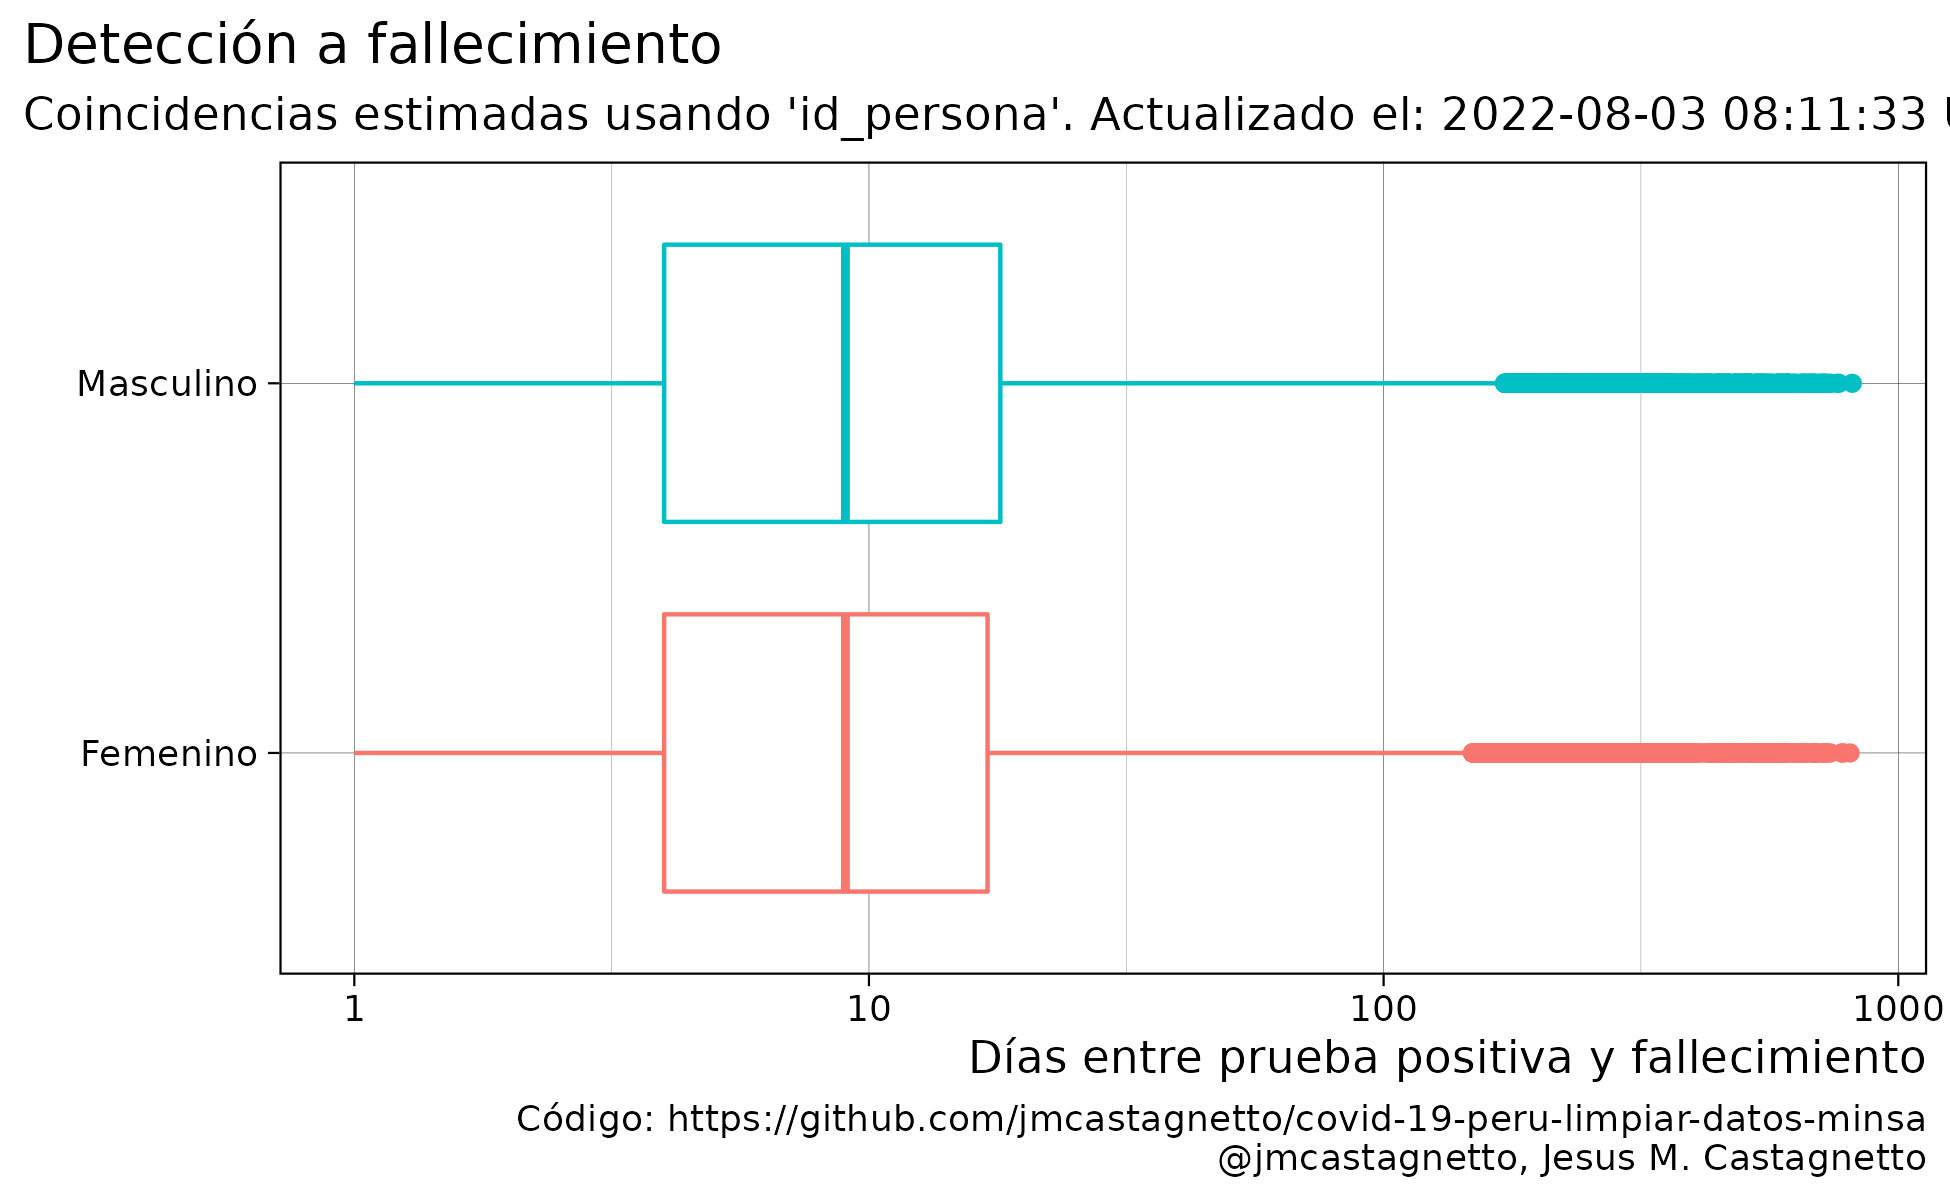 Detección a fallecimiento
Coincidencias estimadas usando 'id_persona'. Actualizado el: 2022-08-03 08:11:33
Masculino
Femenino
1 10 100 1000
Días entre prueba positiva y fallecimiento
Código: https://github.com/jmcastagnetto/covid-19-peru-limpiar-datos-minsa
@jmcastagnetto, Jesus M. Castagnetto